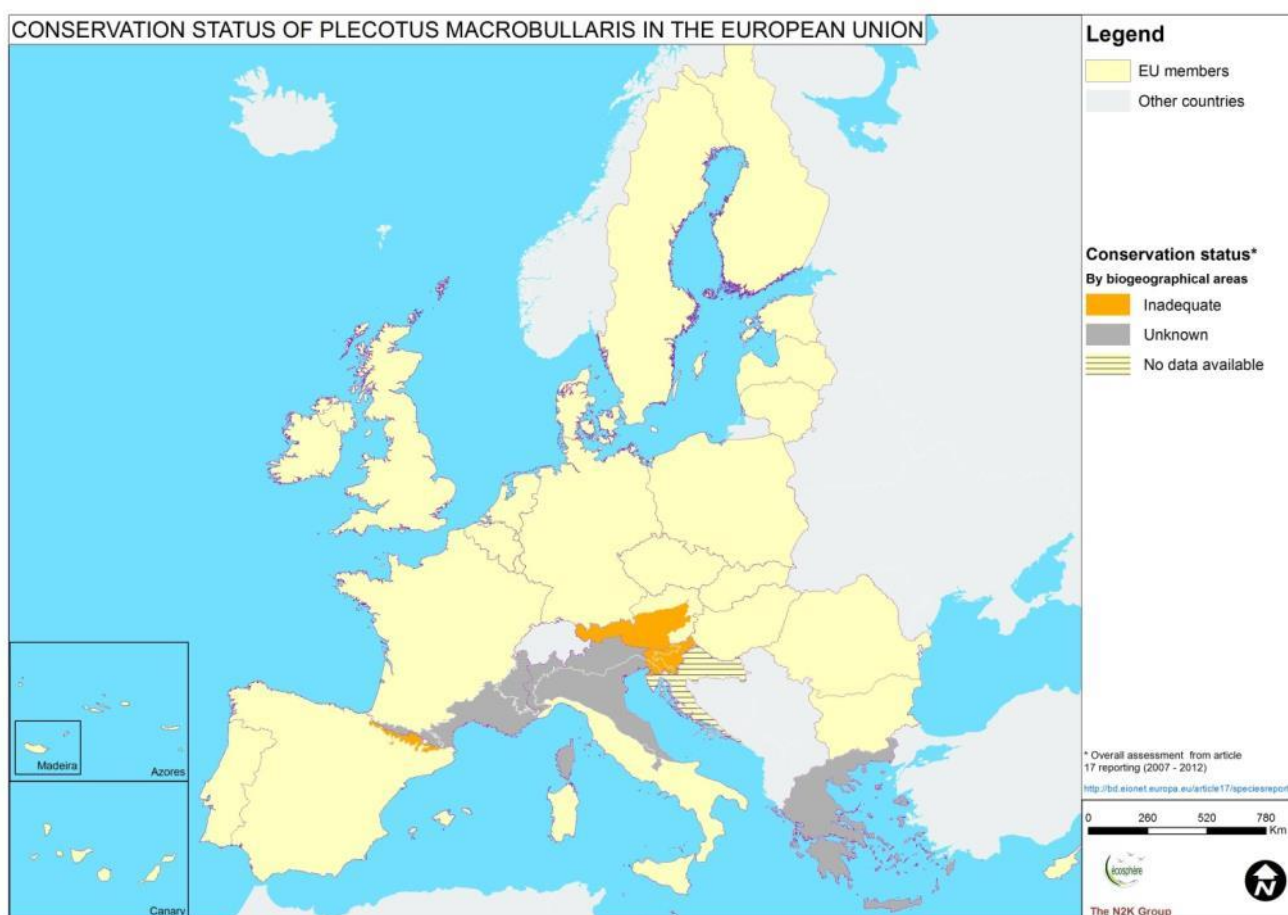 CONSERVATION STATUS OF PLECOTUS MACROBULLARIS IN THE EUROPEAN UNION
Legend
EU members
Other countries
Conservation status*
By biogeographical areas
Inadequate
Unknown
No data available
Madeira
Azores
Canary
* Overall assessment from article
17 reporting (2007 - 2012)
http://bd.eionet.europa.eu/article17/speciesreport
0 260 520 780
Km
écosphère
N
The N2K Group